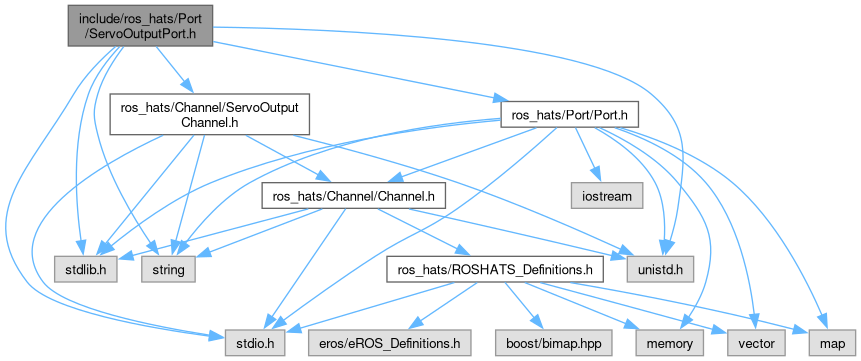 include/ros_hats/Port
/ServoOutputPort.h
ros_hats/Channel/ServoOutput
Channel.h
ros_hats/Port/Port.h
ros_hats/Channel/Channel.h
iostream
stdlib.h
string
ros_hats/ROSHATS_Definitions.h
unistd.h
stdio.h
eros/eROS_Definitions.h
boost/bimap.hpp
memory
vector
map